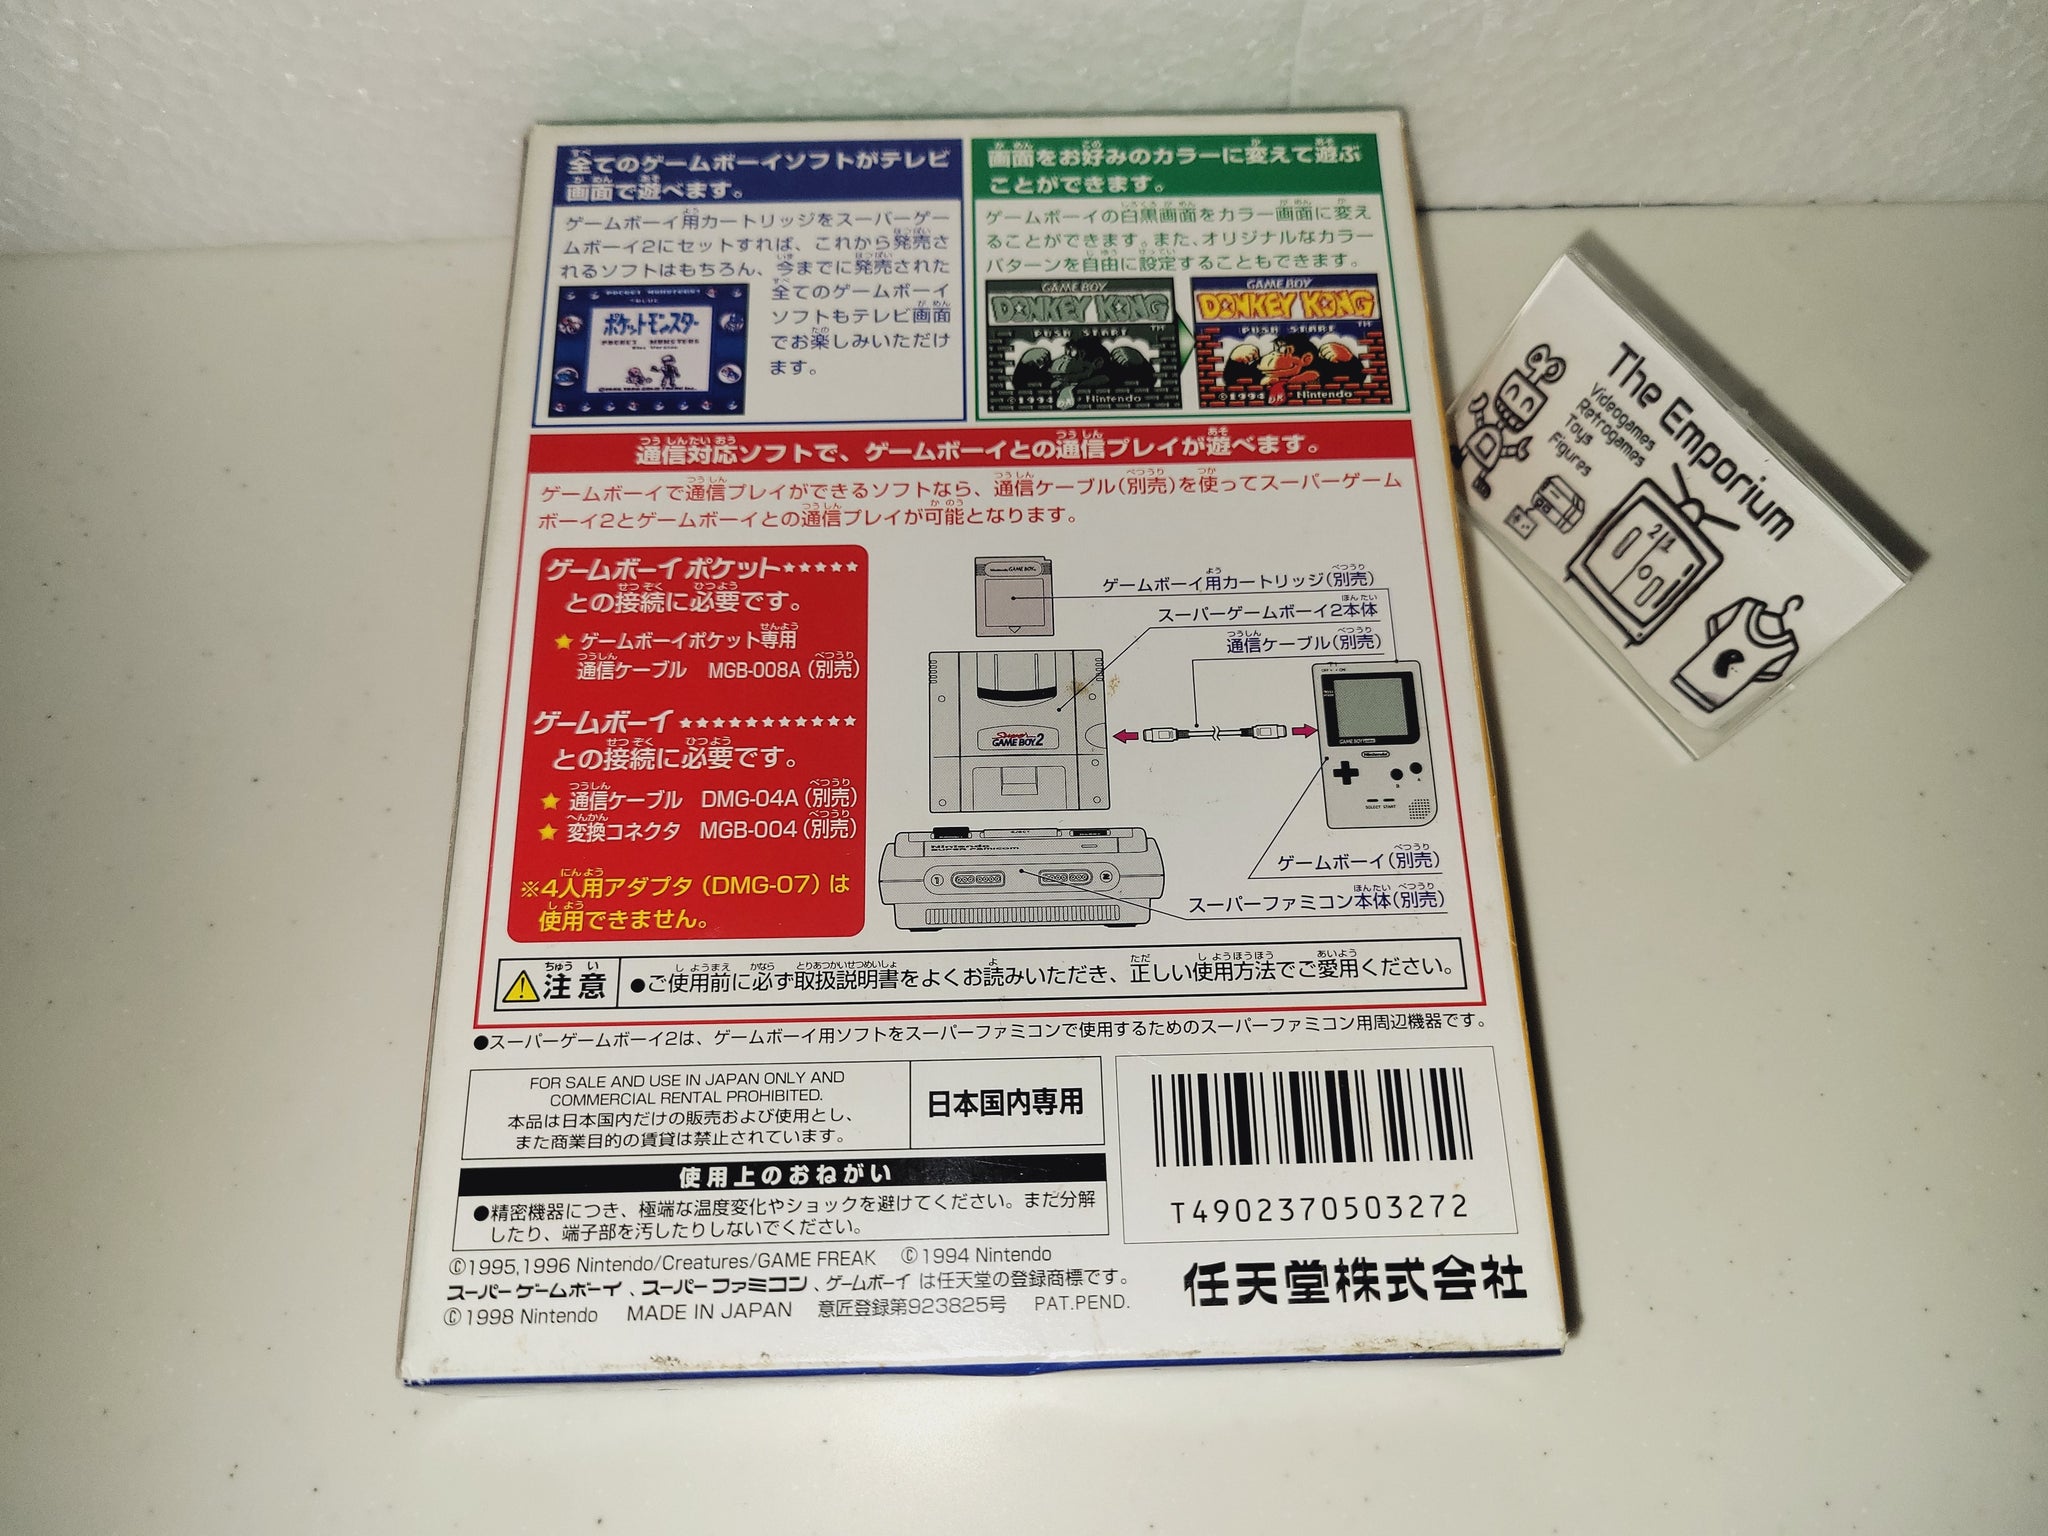 全てのゲームボーイソフトがテレビ
画面で遊べます。
ゲームボーイ用カートリッジをスーパーゲー
ムボーイ2にセットすれば、これから発売さ
れるソフトはもちろん、今までに発売された
全てのゲームボーイ
ソフトもテレビ画面
でお楽しみいただけ
ます。
ポケットモンスター
POCKET MONSTERS
画面をお好みのカラーに変えて遊ぶ
ことができます。
ゲームボーイの白黒画面をカラー画面に変え
ることができます。また、オリジナルなカラー
パターンを自由に設定することもできます。
GAME BOY
DONKEY KONG
PUSH START
©1994 Nintendo
GAME BOY
DONKEY KONG
PUSH START
©1994 Nintendo
通信対応ソフトで、ゲームボーイとの通信プレイが遊べます。
ゲームボーイで通信プレイができるソフトなら、通信ケーブル(別売)を使ってスーパーゲーム
ボーイ2とゲームボーイとの通信プレイが可能となります。
ゲームボーイポケット★★★★★
との接続に必要です。
★ゲームボーイポケット専用
通信ケーブル MGB-008A(別売)
ゲームボーイ★★★★★★★★★★★
との接続に必要です。
★通信ケーブル DMG-04A(別売)
★変換コネクタ MGB-004(別売)
※4人用アダプタ(DMG-07)は
使用できません。
ゲームボーイ用カートリッジ(別売)
スーパーゲームボーイ2本体
通信ケーブル(別売)
Super
GAME BOY 2
Nintendo
SUPER FAMICOM
ゲームボーイ(別売)
スーパーファミコン本体(別売)
注意
●ご使用前に必ず取扱説明書をよくお読みいただき、正しい使用方法でご愛用ください。
●スーパーゲームボーイ2は、ゲームボーイ用ソフトをスーパーファミコンで使用するためのスーパーファミコン用周辺機器です。
FOR SALE AND USE IN JAPAN ONLY AND
COMMERCIAL RENTAL PROHIBITED.
本品は日本国内だけの販売および使用とし、
また商業目的の賃貸は禁止されています。
日本国内専用
使用上のおねがい
●精密機器につき、極端な温度変化やショックを避けてください。まだ分解
したり、端子部を汚したりしないでください。
T4902370503272
©1995,1996 Nintendo/Creatures/GAME FREAK ©1994 Nintendo
スーパーゲームボーイ、スーパーファミコン、ゲームボーイ は任天堂の登録商標です。
©1998 Nintendo MADE IN JAPAN 意匠登録第923825号 PAT.PEND.
任天堂株式会社
The Emporium
Videogames
Retrogames
Toys
Figures
21